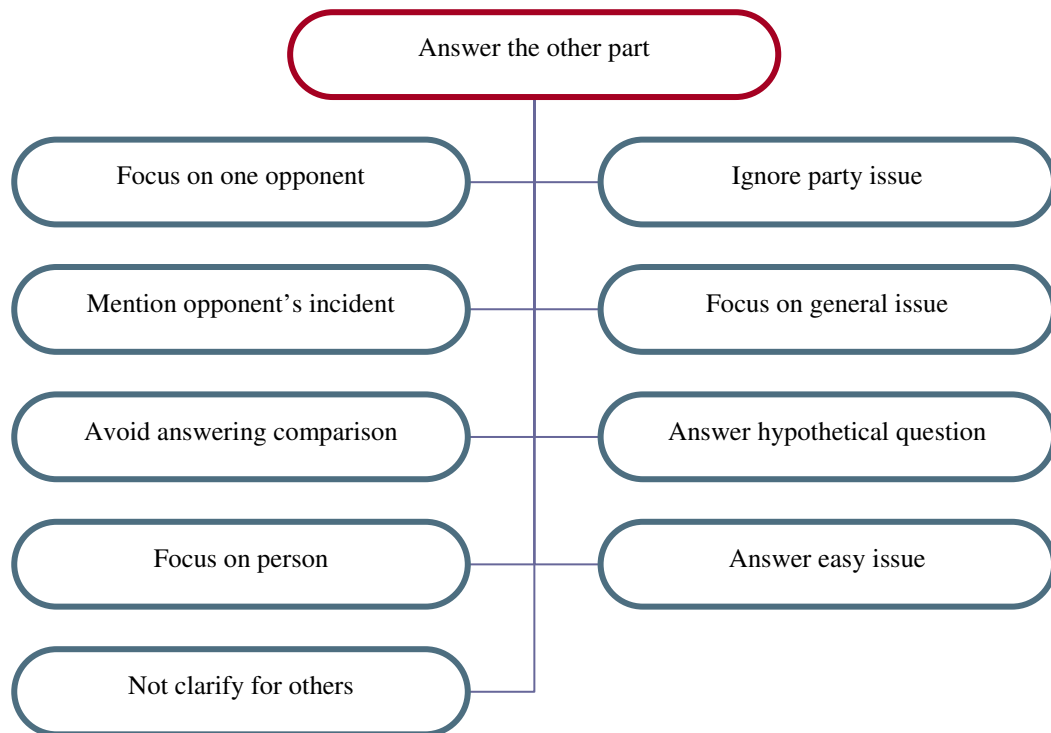 Answer the other part
Focus on one opponent
Ignore party issue
Mention opponent’s incident
Focus on general issue
Avoid answering comparison
Answer hypothetical question
Focus on person
Answer easy issue
Not clarify for others